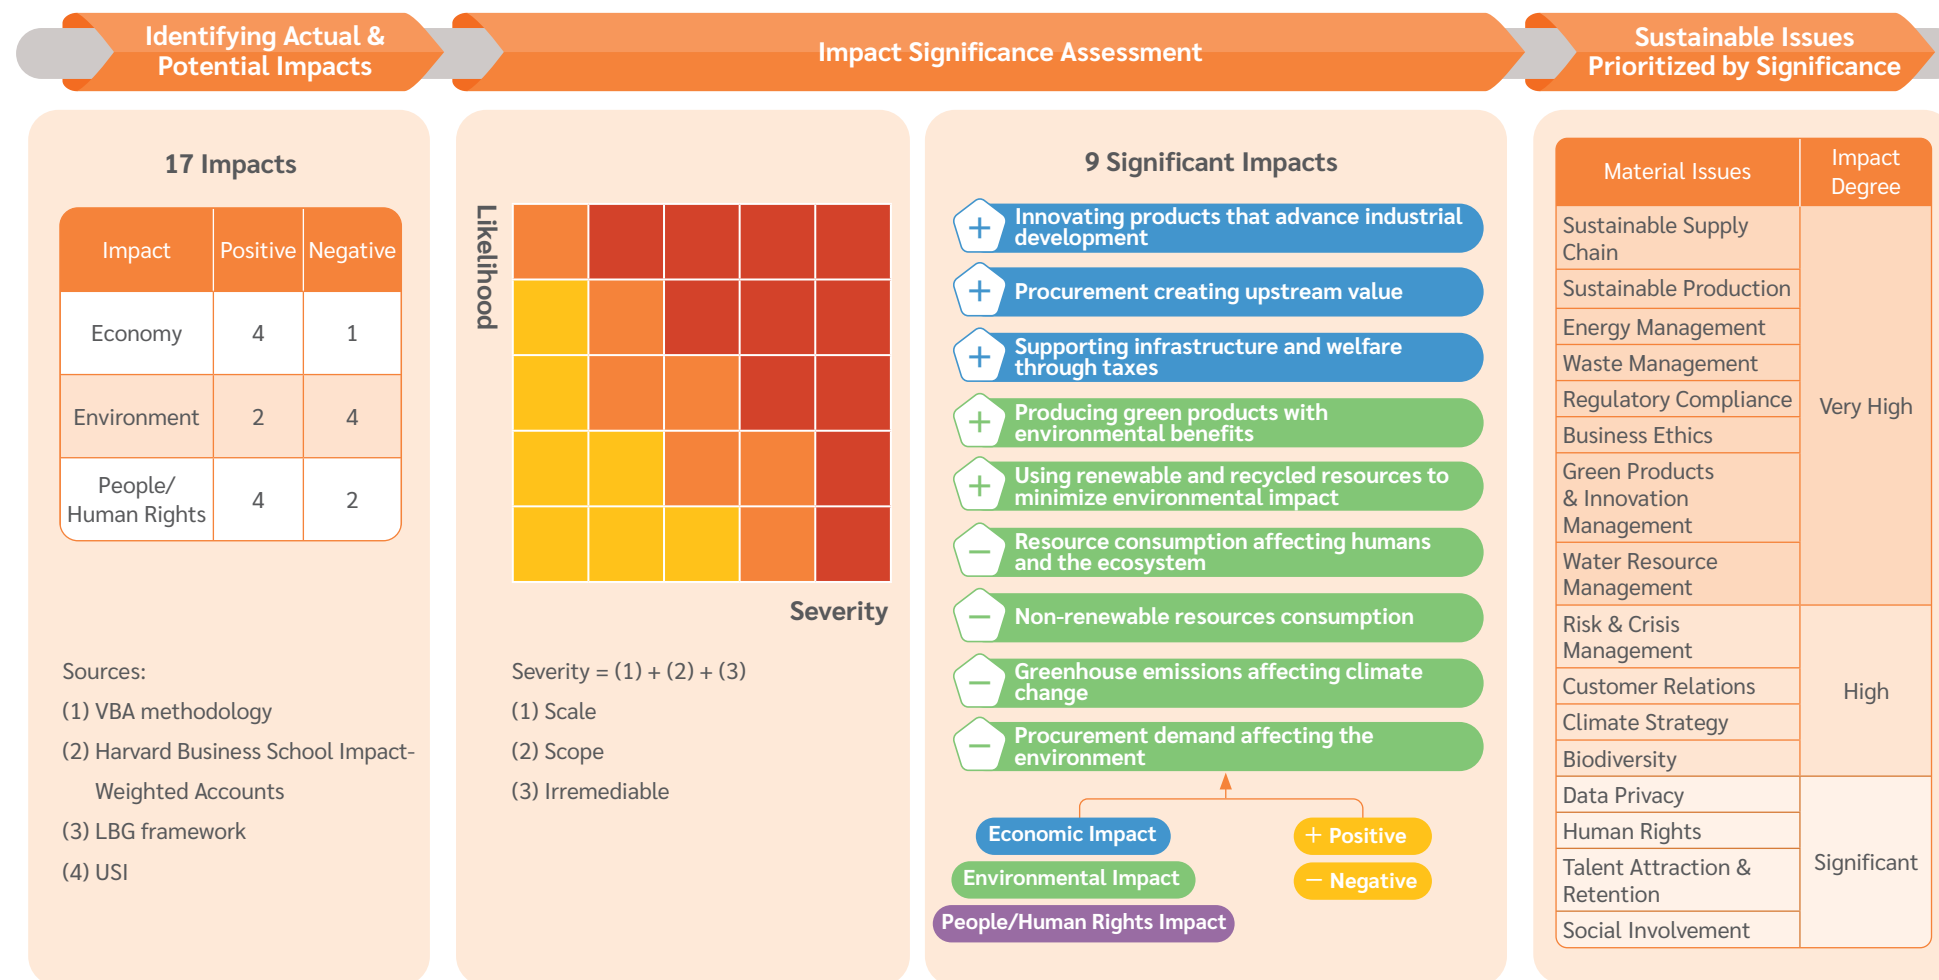 Identifying Actual &
Potential Impacts
Impact Significance Assessment
Sustainable Issues
Prioritized by Significance
17 Impacts
Impact Positive Negative
Economy 4 1
Environment 2 4
People/
Human Rights 4 2
Sources:
(1) VBA methodology
(2) Harvard Business School Impact-
Weighted Accounts
(3) LBG framework
(4) USI
Likelihood
Severity
Severity = (1) + (2) + (3)
(1) Scale
(2) Scope
(3) Irremediable
9 Significant Impacts
+ Innovating products that advance industrial
development
+ Procurement creating upstream value
+ Supporting infrastructure and welfare
through taxes
+ Producing green products with
environmental benefits
+ Using renewable and recycled resources to
minimize environmental impact
− Resource consumption affecting humans
and the ecosystem
− Non-renewable resources consumption
− Greenhouse emissions affecting climate
change
− Procurement demand affecting the
environment
Economic Impact
Environmental Impact
People/Human Rights Impact
+ Positive
− Negative
Material Issues
Impact
Degree
Sustainable Supply
Chain
Sustainable Production
Energy Management
Waste Management
Regulatory Compliance
Business Ethics
Green Products
& Innovation
Management
Water Resource
Management
Very High
Risk & Crisis
Management
Customer Relations
Climate Strategy
Biodiversity
High
Data Privacy
Human Rights
Talent Attraction &
Retention
Social Involvement
Significant